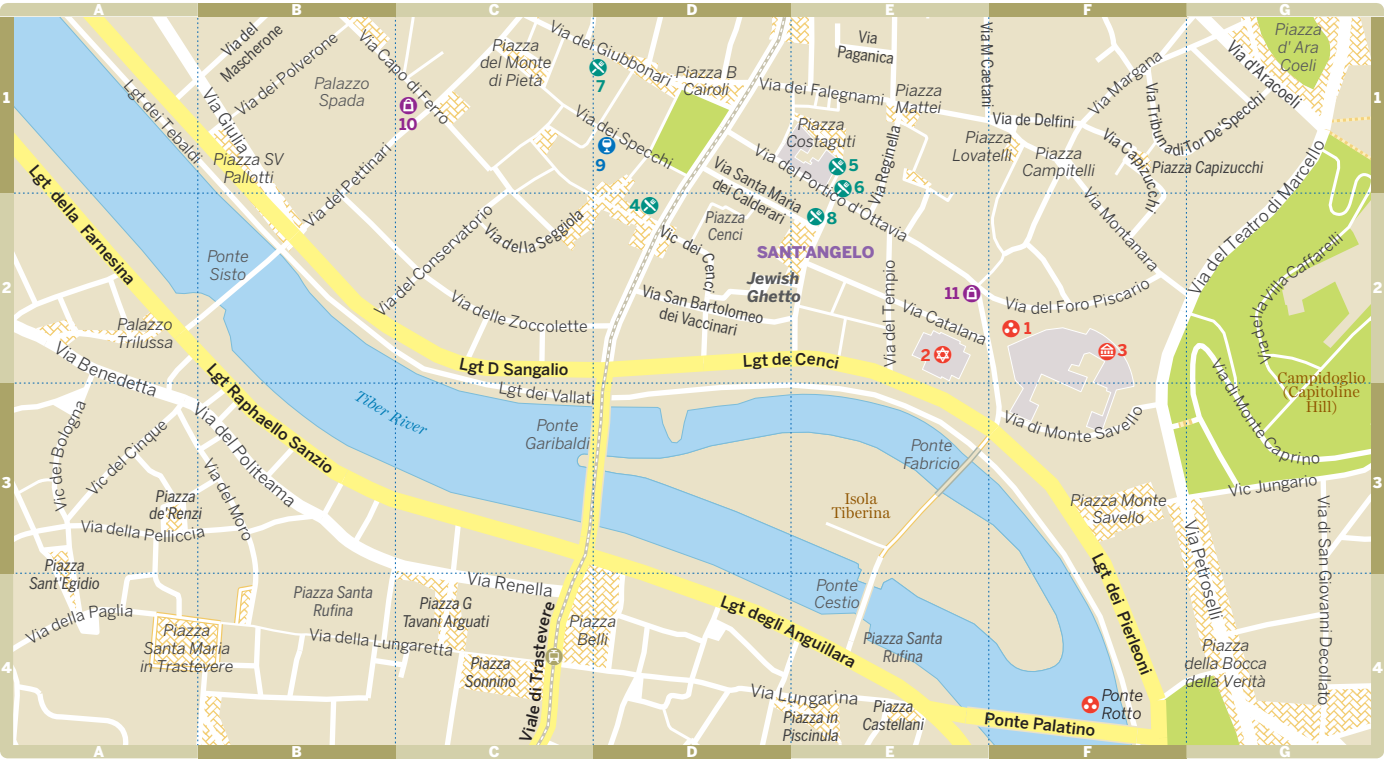 A B C D E F G
1
Via del
Mascherone
Via dei Polverone
Via Capo di Ferro
Palazzo
Spada
10
Piazza
del Monte
di Pietà
Via dei Giubbonari
7
Piazza B
Cairoli
Via
Paganica
Via M Caetani
Via dei Falegnami
Piazza
Mattei
Via Margana
Via d'Aracoeli
Piazza
d' Ara
Coeli
1
Lgt dei Tebaldi
Via Giulia
Piazza SV
Pallotti
Via dei Pettinari
Via dei Specchi
9
Piazza
Costaguti
5
6
Via Reginella
Via de Delfini
Piazza
Lovatelli
Piazza
Campitelli
Via Tribuna di Tor De'Specchi
Via Capizucchi
Piazza Capizucchi
Lgt della Farnesina
4
Via Santa Maria
dei Calderari
Via del Portico d'Ottavia
8
Via Montanara
Via del Teatro di Marcello
Via del Conservatorio
Via della Seggiola
Vic dei Cenci
Piazza
Cenci
SANT'ANGELO
Jewish
Ghetto
Ponte
Sisto
2
Via delle Zoccolette
Via San Bartolomeo
dei Vaccinari
Via del Tempio
Via Catalana
11
Via del Foro Piscario
1
2
3
Via de Villa Caffarelli
2
Palazzo
Trilussa
Via Benedetta
Lgt Raphaello Sanzio
Lgt D Sangalio
Lgt de Cenci
Lgt dei Vallati
Tiber River
Ponte
Garibaldi
Via di Monte Savello
Via di Monte Caprino
Campidoglio
(Capitoline
Hill)
Vic del Bologna
Vic del Cinque
Via del Politeama
Via del Moro
Ponte
Fabricio
Isola
Tiberina
3
Piazza
de'Renzi
Via della Pelliccia
Piazza Monte
Savello
Vic Jungario
Via Petroselli
Via di San Giovanni Decollato
3
Piazza
Sant'Egidio
Via della Paglia
Piazza Santa
Rufina
Via Renella
Piazza G
Tavani Arguati
Via della Lungaretta
Piazza
Belli
Ponte
Cestio
Lgt degli Anguillara
Lgt dei Pierleoni
4
Piazza
Santa Maria
in Trastevere
Piazza
Sonnino
Viale di Trastevere
Piazza Santa
Rufina
Piazza
della Bocca
della Verità
4
Via Lungarina
Piazza in
Piscinula
Piazza
Castellani
Ponte Palatino
Ponte
Rotto
A B C D E F G